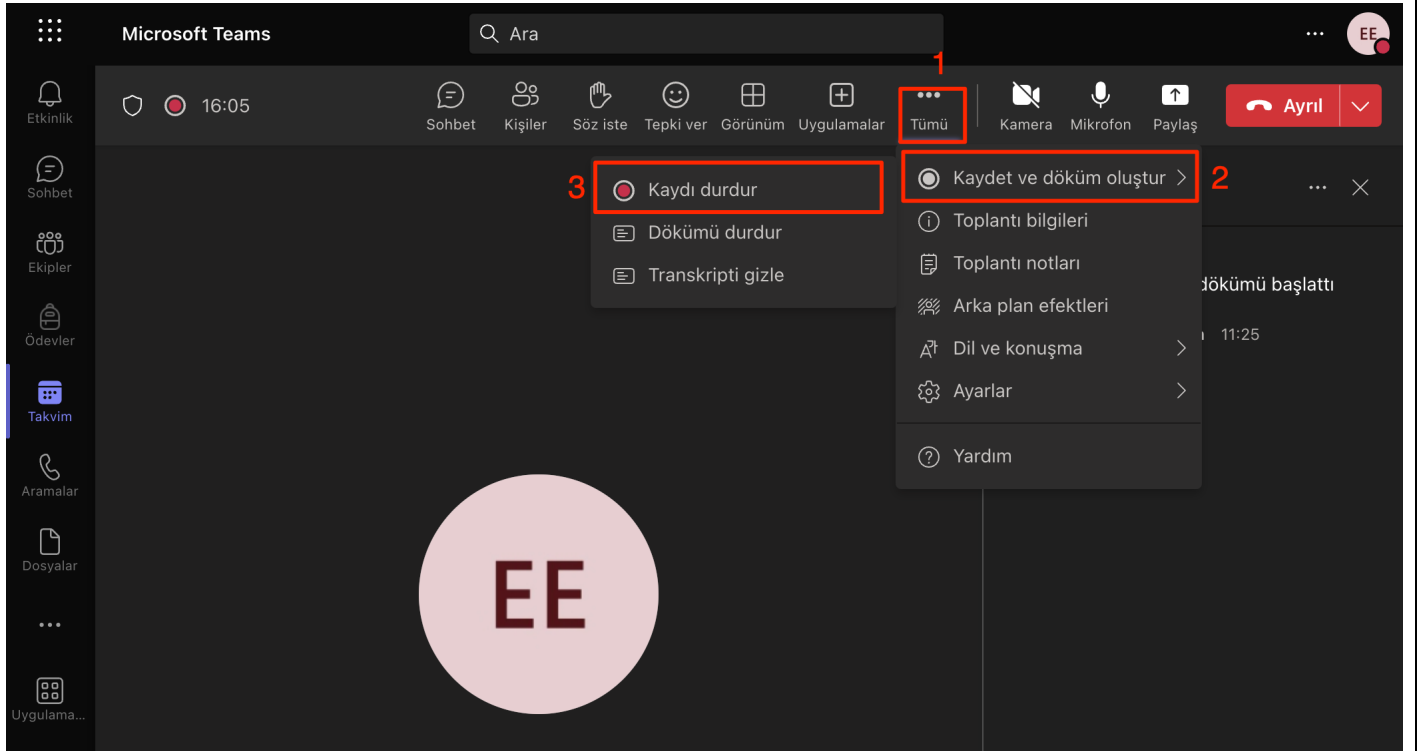 Microsoft Teams
Ara
EE
1
16:05
Sohbet
Kişiler
Söz iste
Tepki ver
Görünüm
Uygulamalar
Tümü
Kamera
Mikrofon
Paylaş
Ayrıl
Etkinlik
Sohbet
Ekipler
Ödevler
Takvim
Aramalar
Dosyalar
Uygulama...
3
Kaydı durdur
Dökümü durdur
Transkripti gizle
Kaydet ve döküm oluştur
2
Toplantı bilgileri
Toplantı notları
Arka plan efektleri
Dil ve konuşma
Ayarlar
Yardım
dökümü başlattı
11:25
EE